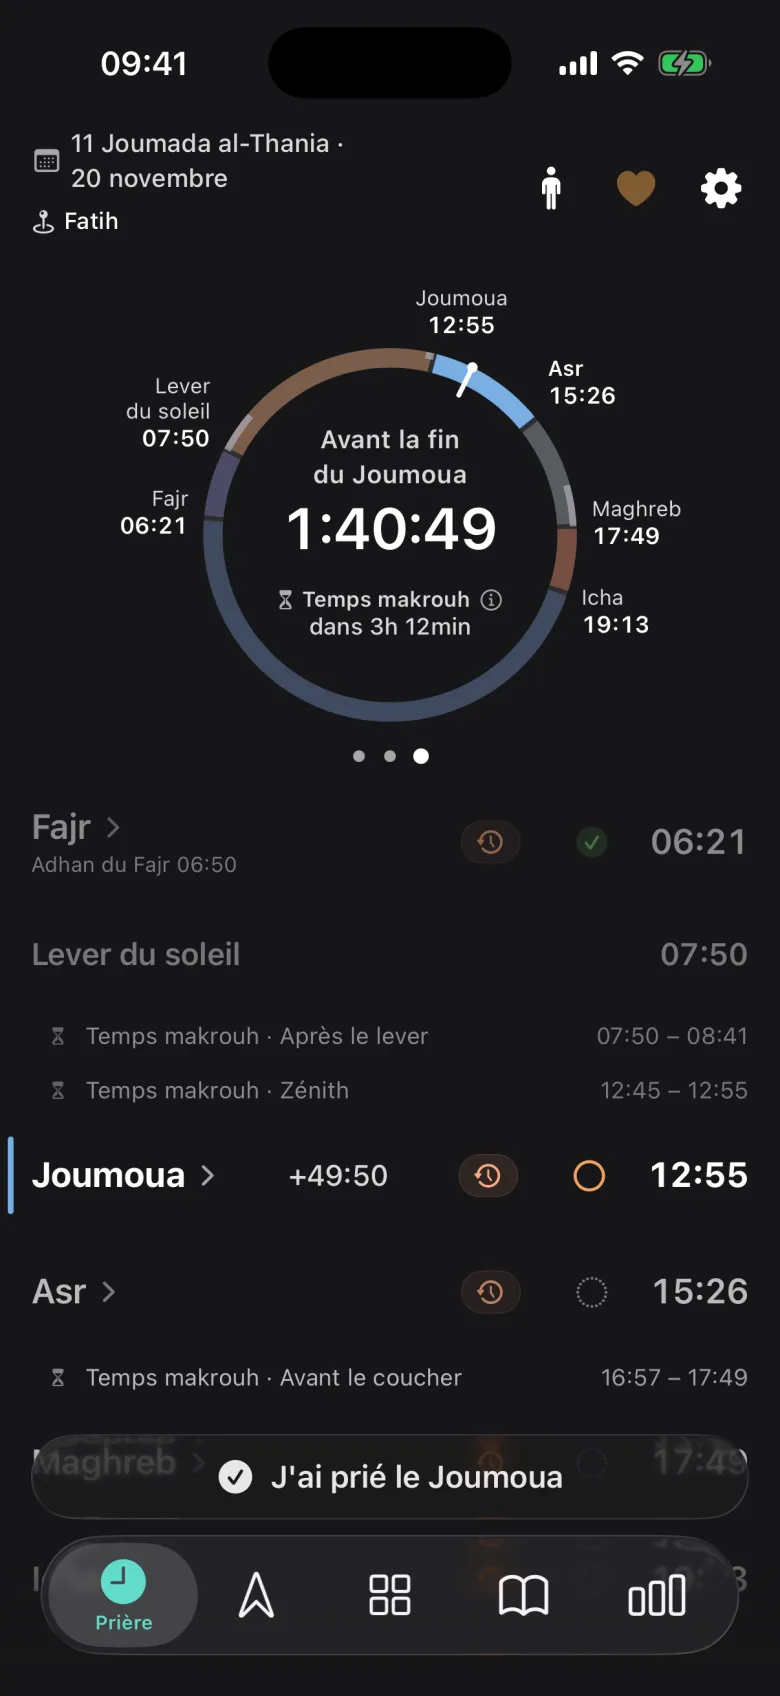 09:41
11 Joumada al-Thania ·
20 novembre
Fatih
Joumoua
12:55
Asr
15:26
Lever
du soleil
07:50
Fajr
06:21
Maghreb
17:49
Icha
19:13
Avant la fin
du Joumoua
1:40:49
Temps makrouh
dans 3h 12min
Fajr
06:21
Adhan du Fajr 06:50
Lever du soleil
07:50
Temps makrouh · Après le lever
07:50 – 08:41
Temps makrouh · Zénith
12:45 – 12:55
Joumoua
+49:50
12:55
Asr
15:26
Temps makrouh · Avant le coucher
16:57 – 17:49
Maghreb
17:49
J'ai prié le Joumoua
Prière